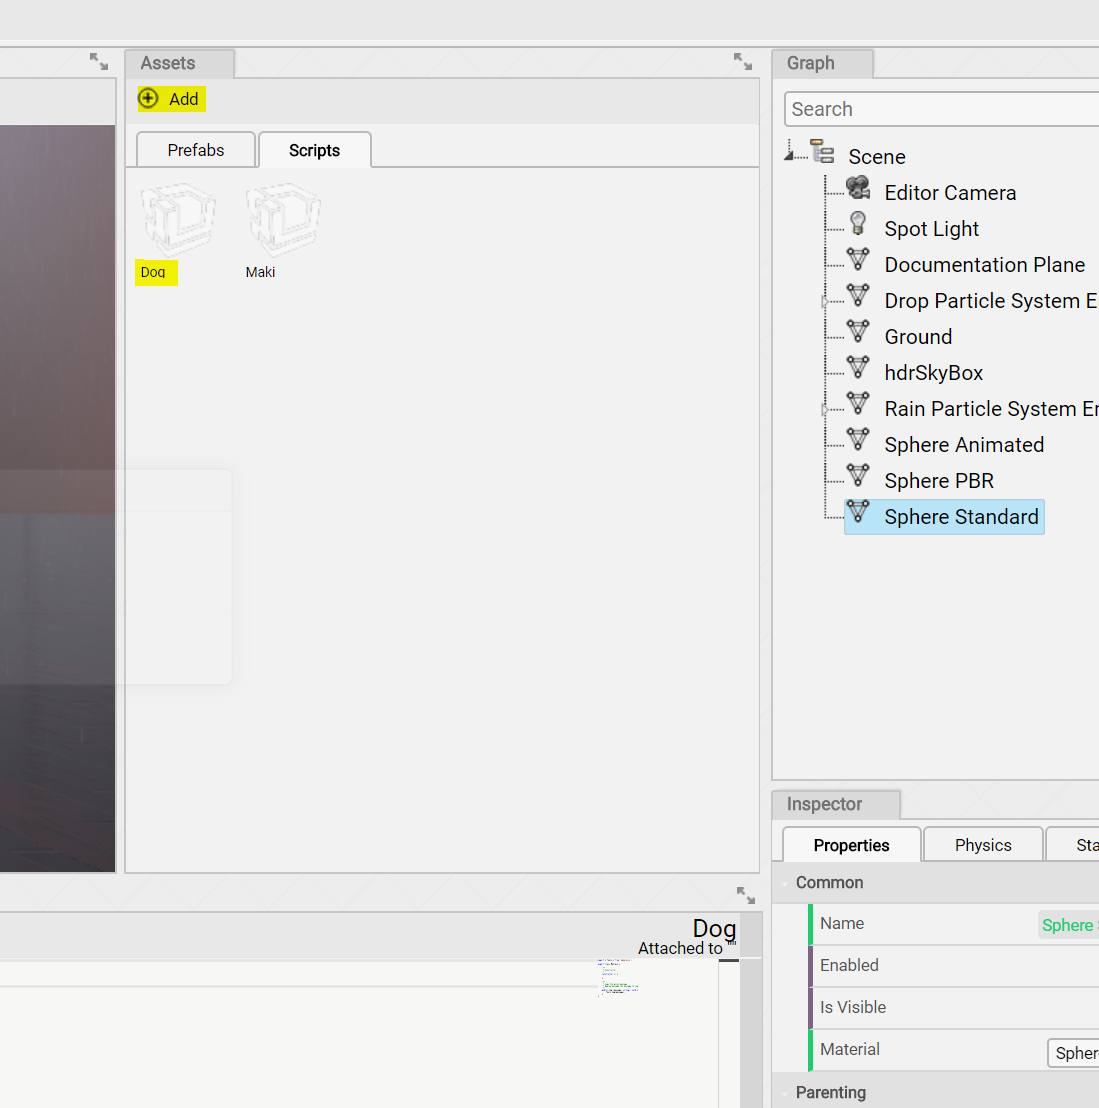 Assets
Add
Prefabs
Scripts
Dog
Maki
Graph
Search
Scene
Editor Camera
Spot Light
Documentation Plane
Drop Particle System
Ground
hdrSkyBox
Rain Particle System
Sphere Animated
Sphere PBR
Sphere Standard
Inspector
Properties
Physics
Common
Name
Sphere
Enabled
Is Visible
Material
Parenting
Dog
Attached to ""